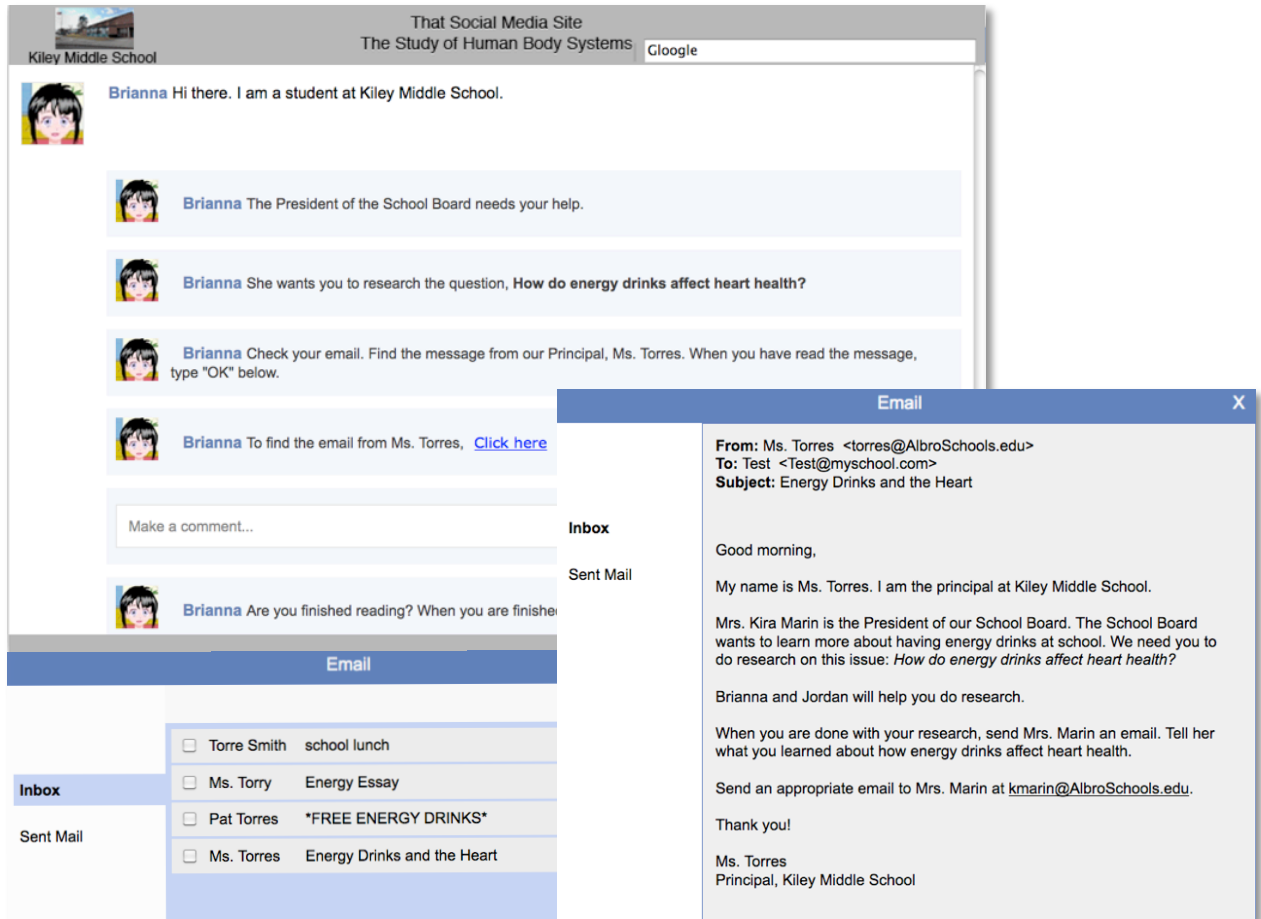 That Social Media Site
The Study of Human Body Systems
Kiley Middle School
Gloogle
Brianna Hi there. I am a student at Kiley Middle School.
Brianna The President of the School Board needs your help.
Brianna She wants you to research the question, How do energy drinks affect heart health?
Brianna Check your email. Find the message from our Principal, Ms. Torres. When you have read the message,
type "OK" below.
Brianna To find the email from Ms. Torres, Click here
Make a comment...
Brianna Are you finished reading? When you are finished
Email
Inbox
Sent Mail
Torre Smith school lunch
Ms. Torry Energy Essay
Pat Torres *FREE ENERGY DRINKS*
Ms. Torres Energy Drinks and the Heart
Email X
Inbox
Sent Mail
From: Ms. Torres <torres@AlbroSchools.edu>
To: Test <Test@myschool.com>
Subject: Energy Drinks and the Heart
Good morning,
My name is Ms. Torres. I am the principal at Kiley Middle School.
Mrs. Kira Marin is the President of our School Board. The School Board
wants to learn more about having energy drinks at school. We need you to
do research on this issue: How do energy drinks affect heart health?
Brianna and Jordan will help you do research.
When you are done with your research, send Mrs. Marin an email. Tell her
what you learned about how energy drinks affect heart health.
Send an appropriate email to Mrs. Marin at kmarin@AlbroSchools.edu.
Thank you!
Ms. Torres
Principal, Kiley Middle School